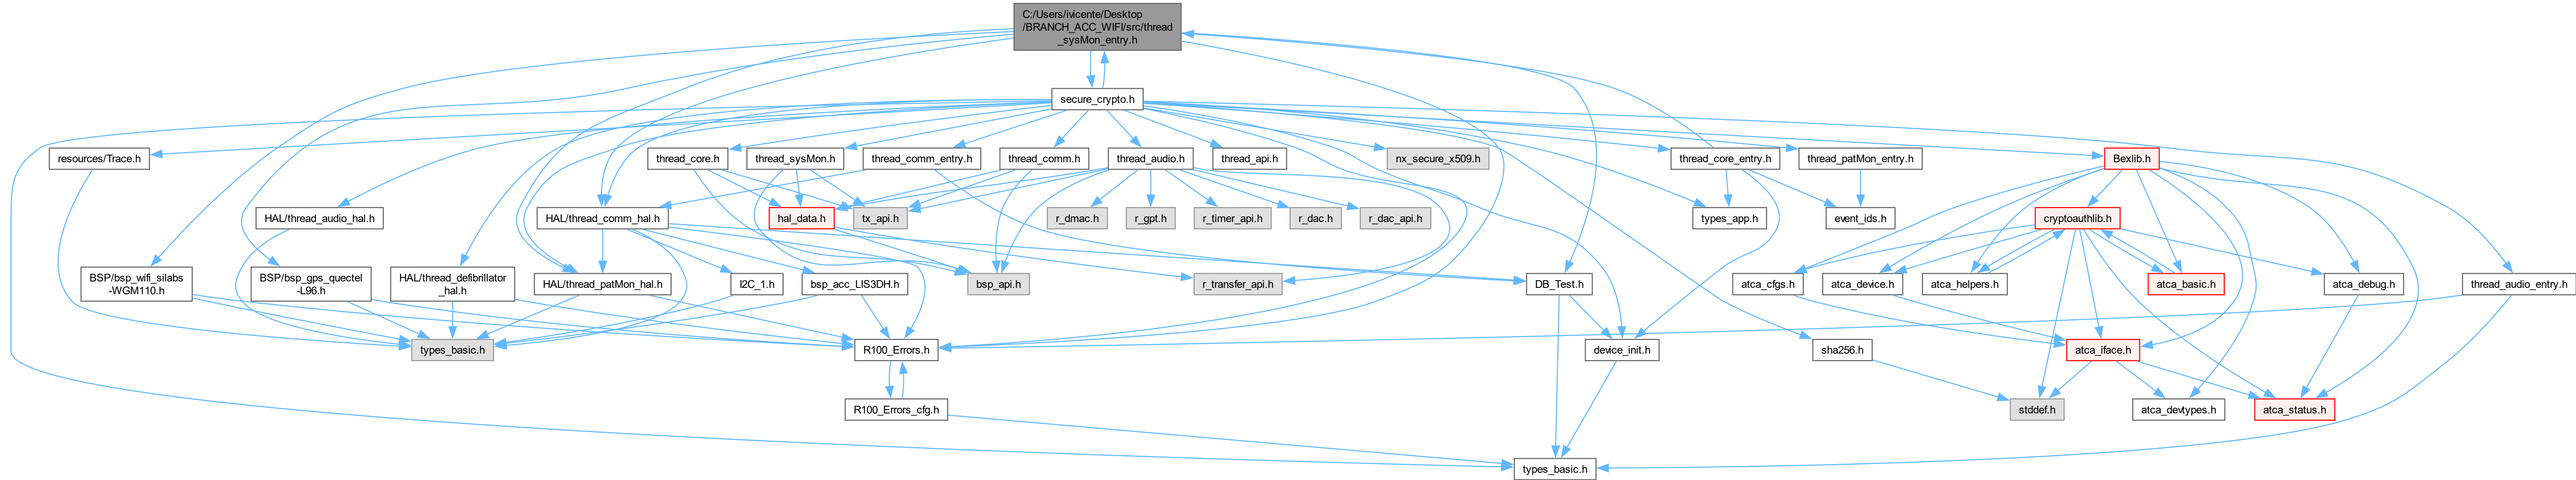 C:/Users/ivicente/Desktop
/BRANCH_ACC_WIFI/src/thread
_sysMon_entry.h
secure_crypto.h
resources/Trace.h
thread_core.h
thread_sysMon.h
thread_comm_entry.h
thread_comm.h
thread_audio.h
thread_api.h
nx_secure_x509.h
thread_core_entry.h
thread_patMon_entry.h
Bexlib.h
HAL/thread_audio_hal.h
HAL/thread_comm_hal.h
hal_data.h
tx_api.h
r_dmac.h
r_gpt.h
r_timer_api.h
r_dac.h
r_dac_api.h
types_app.h
event_ids.h
cryptoauthlib.h
BSP/bsp_wifi_silabs
-WGM110.h
BSP/bsp_gps_quectel
-L96.h
HAL/thread_defibrillator
_hal.h
HAL/thread_patMon_hal.h
I2C_1.h
bsp_acc_LIS3DH.h
bsp_api.h
r_transfer_api.h
DB_Test.h
atca_cfgs.h
atca_device.h
atca_helpers.h
atca_basic.h
atca_debug.h
thread_audio_entry.h
types_basic.h
R100_Errors.h
device_init.h
sha256.h
atca_iface.h
R100_Errors_cfg.h
stddef.h
atca_devtypes.h
atca_status.h
types_basic.h